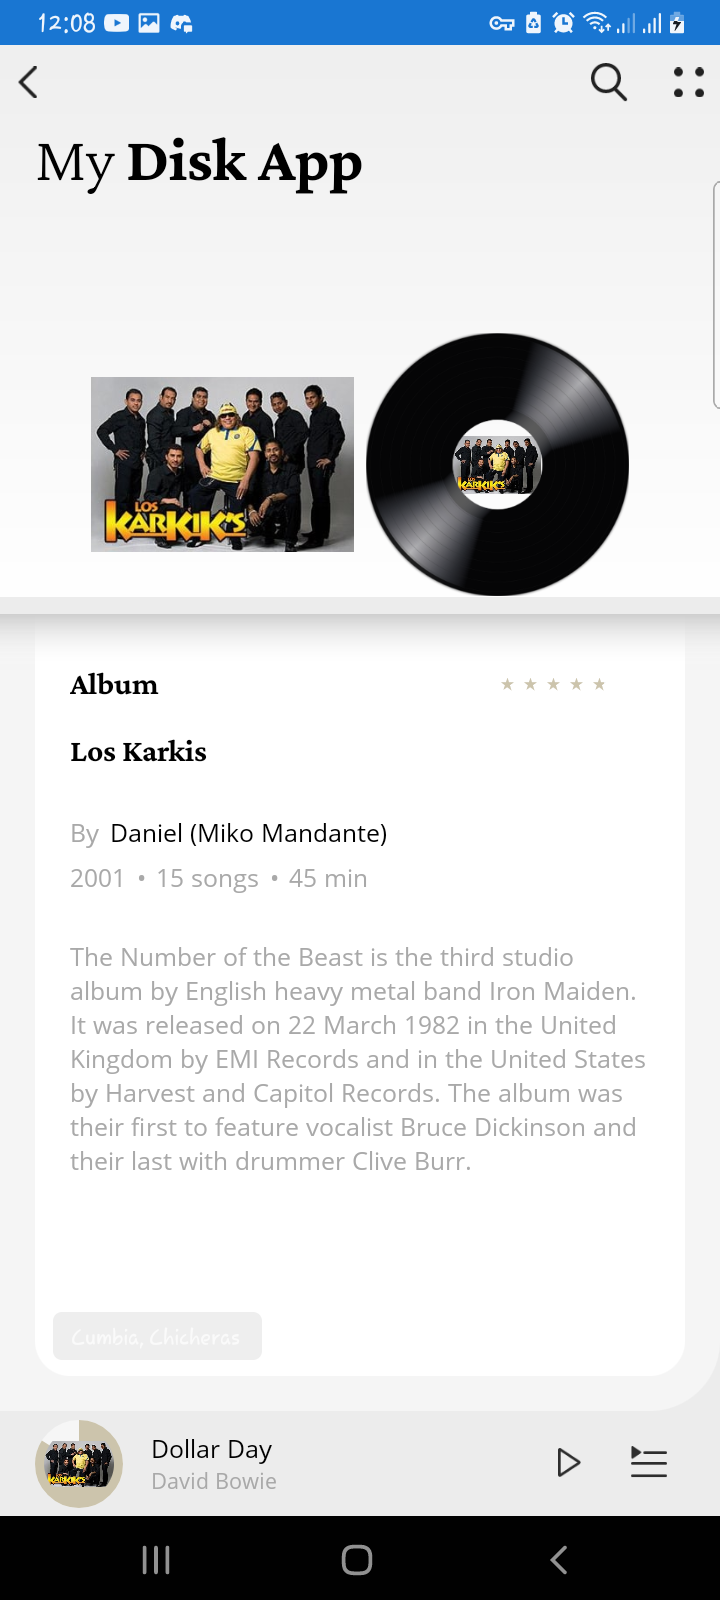 12:08
My Disk App
LOS
KARKIK'S
LOS
KARKIK'S
Album
★ ★ ★ ★ ★
Los Karkis
By Daniel (Miko Mandante)
2001 • 15 songs • 45 min
The Number of the Beast is the third studio
album by English heavy metal band Iron Maiden.
It was released on 22 March 1982 in the United
Kingdom by EMI Records and in the United States
by Harvest and Capitol Records. The album was
their first to feature vocalist Bruce Dickinson and
their last with drummer Clive Burr.
Cumbia, Chicheras
KARKIK'S
Dollar Day
David Bowie